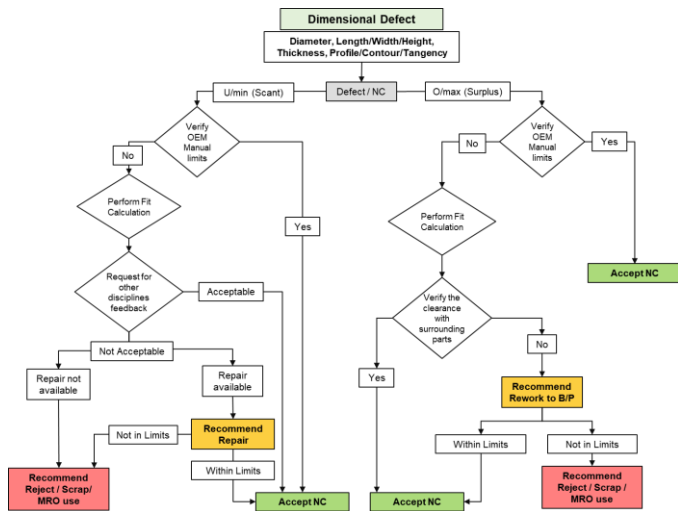 Dimensional Defect
Diameter, Length/Width/Height,
Thickness, Profile/Contour/Tangency
U/min (Scant)
Defect / NC
O/max (Surplus)
Verify
OEM
Manual
limits
Verify
OEM
Manual
limits
No
No
Yes
Perform Fit
Calculation
Perform Fit
Calculation
Yes
Request for
other
disciplines
feedback
Acceptable
Accept NC
Verify the
clearance
with
surrounding
parts
Not Acceptable
No
Repair not
available
Repair
available
Yes
Recommend
Rework to B/P
Not in Limits
Recommend
Repair
Within Limits
Not in Limits
Within Limits
Recommend
Reject / Scrap/
MRO use
Accept NC
Accept NC
Recommend
Reject / Scrap /
MRO use